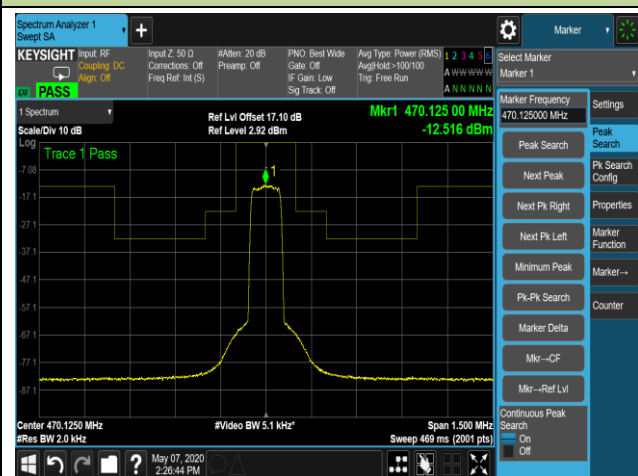 Spectrum Analyzer 1
Swept SA
Marker
KEYSIGHT Input: RF
Coupling: DC
Align: Off
PASS
Input Z: 50 Ω
Corrections: Off
Freq Ref: Int (S)
#Atten: 20 dB
Preamp: Off
PNO: Best Wide
Gate: Off
IF Gain: Low
Sig Track: Off
Avg Type: Power (RMS)
Avg|Hold:>100/100
Trig: Free Run
1 2 3 4 5 6
A W W W W W
A N N N N N
Select Marker
Marker 1
1 Spectrum
Scale/Div 10 dB
Log
Ref Lvl Offset 17.10 dB
Ref Level 2.92 dBm
Mkr1 470.125 00 MHz
-12.516 dBm
Trace 1 Pass
1
-7.08
-17.1
-27.1
-37.1
-47.1
-57.1
-67.1
-77.1
-87.1
Center 470.1250 MHz
#Res BW 2.0 kHz
#Video BW 5.1 kHz*
Span 1.500 MHz
Sweep 469 ms (2001 pts)
Marker Frequency
470.125000 MHz
Peak Search
Next Peak
Next Pk Right
Next Pk Left
Minimum Peak
Pk-Pk Search
Marker Delta
Mkr→CF
Mkr→Ref Lvl
Continuous Peak
Search
On
Off
Settings
Peak
Search
Pk Search
Config
Properties
Marker
Function
Marker→
Counter
May 07, 2020
2:26:44 PM